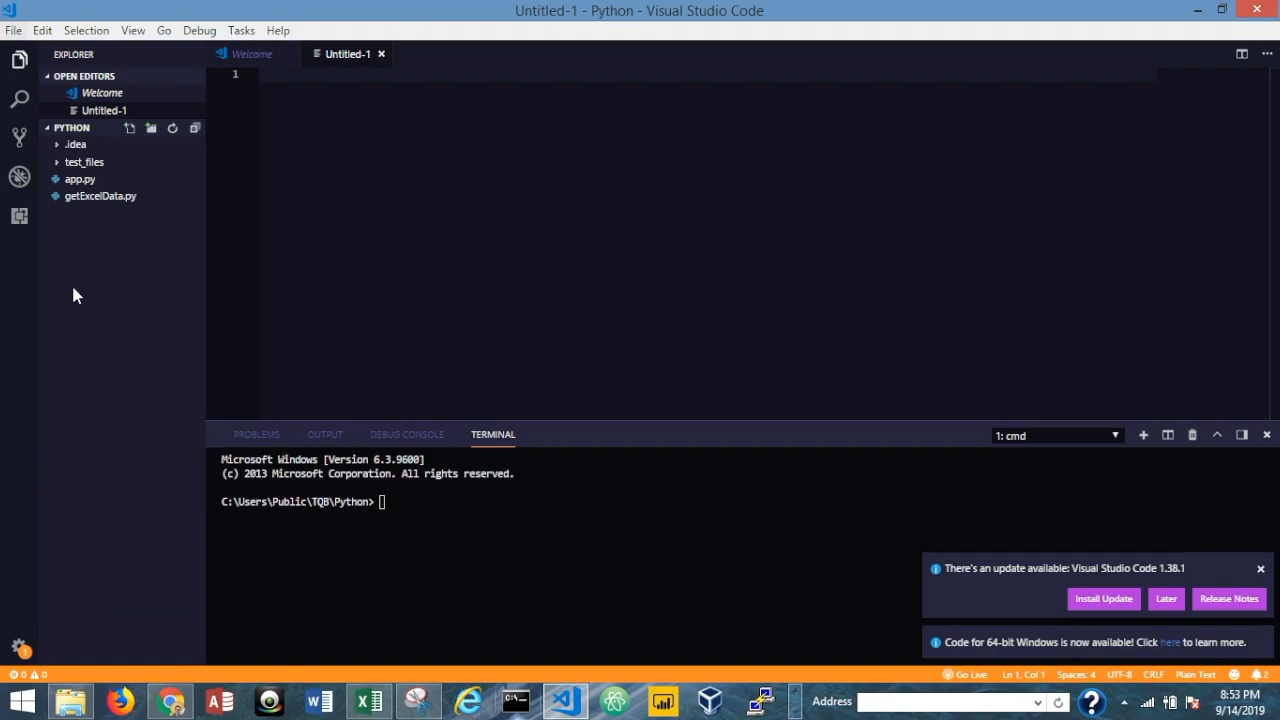 Untitled-1 - Python - Visual Studio Code
File Edit Selection View Go Debug Tasks Help
EXPLORER
Welcome
Untitled-1
OPEN EDITORS
Welcome
Untitled-1
PYTHON
.idea
test_files
app.py
getExcelData.py
1
PROBLEMS OUTPUT DEBUG CONSOLE TERMINAL
1: cmd
Microsoft Windows [Version 6.3.9600]
(c) 2013 Microsoft Corporation. All rights reserved.
C:\Users\Public\TQB\Python>
There's an update available: Visual Studio Code 1.38.1
Install Update Later Release Notes
Code for 64-bit Windows is now available! Click here to learn more.
1
0 0
Go Live Ln 1, Col 1 Spaces: 4 UTF-8 CRLF Plain Text 2
Address
8:53 PM
9/14/2019